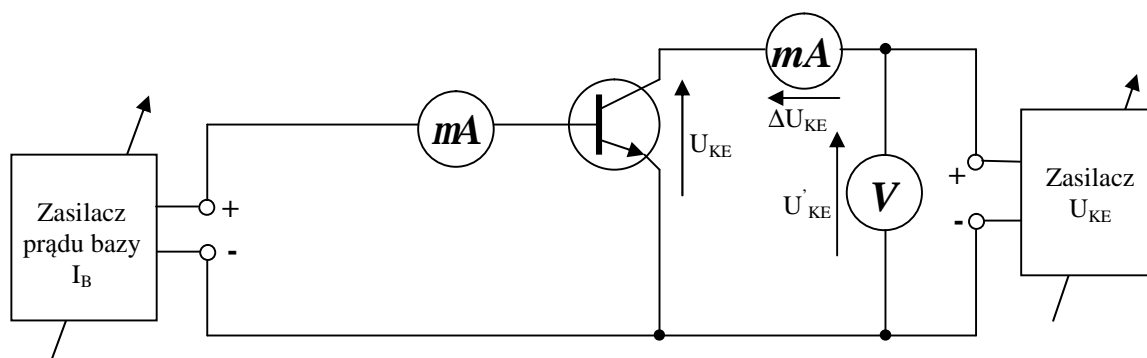 mA
mA
ΔU_KE
U_KE
U'_KE
V
+
-
+
-
Zasilacz
prądu bazy
I_B
Zasilacz
U_KE